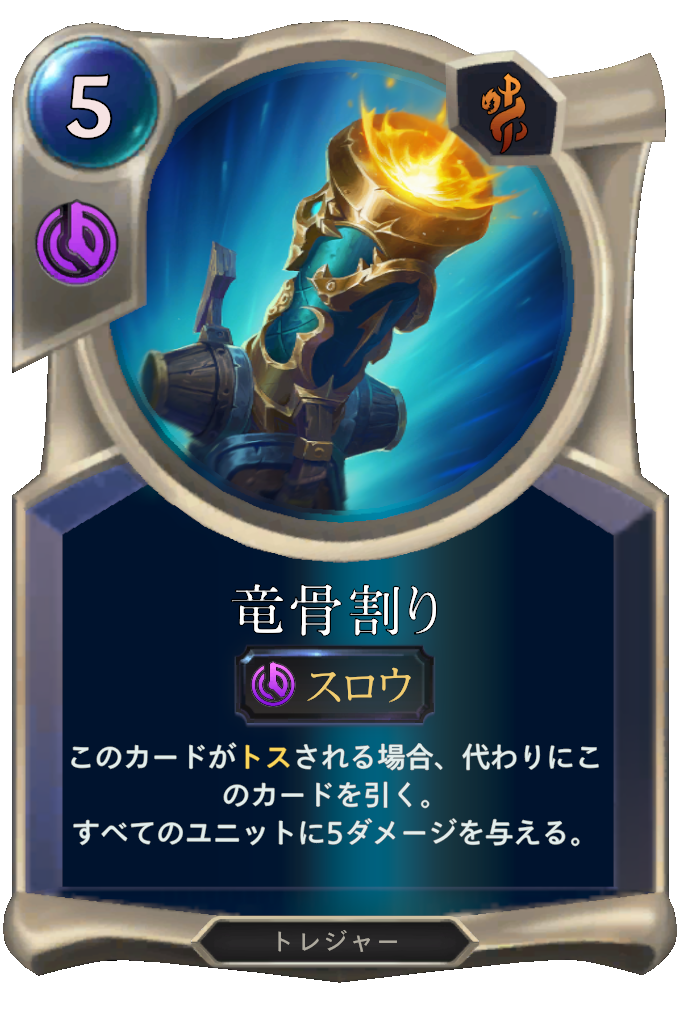 5
竜骨割り
スロウ
このカードがトスされる場合、代わりにこ
のカードを引く。
すべてのユニットに5ダメージを与える。
トレジャー